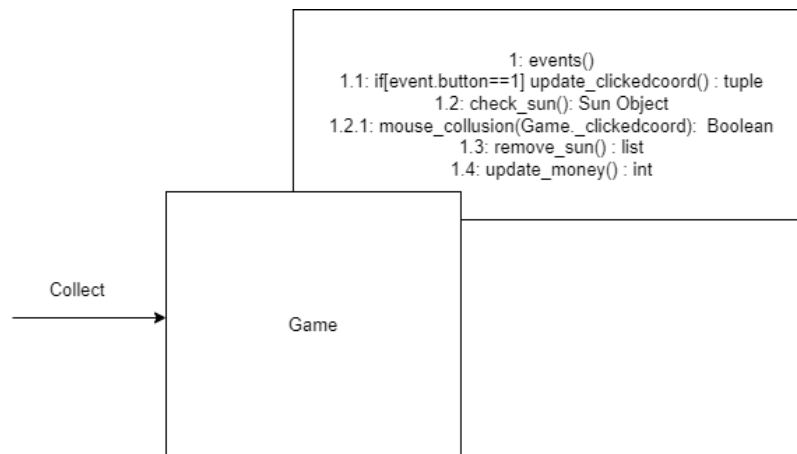 1: events()
1.1: if[event.button==1] update_clickedcoord() : tuple
1.2: check_sun(): Sun Object
1.2.1: mouse_collusion(Game._clickedcoord): Boolean
1.3: remove_sun() : list
1.4: update_money() : int
Collect
Game